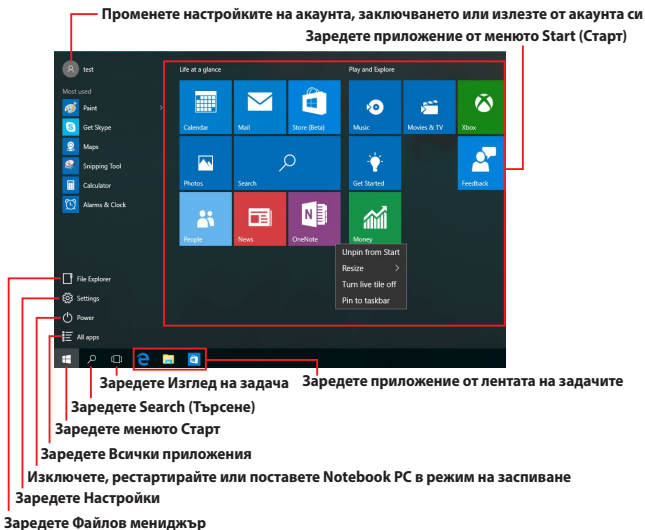 Променете настройките на акаунта, заключването или излезте от акаунта си
Заредете приложение от менюто Start (Старт)
test
Most used
Paint
Get Skype
Maps
Snipping Tool
Calculator
Alarms & Clock
File Explorer
Settings
Power
All apps
Life at a glance
Play and Explore
Calendar
Mail
Store (Beta)
Music
Movies & TV
Xbox
Photos
Search
Get Started
Feedback
People
News
OneNote
Money
Unpin from Start
Resize
Turn live tile off
Pin to taskbar
Заредете Изглед на задача
Заредете приложение от лентата на задачите
Заредете Search (Търсене)
Заредете менюто Старт
Заредете Всички приложения
Изключете, рестартирайте или поставете Notebook PC в режим на заспиване
Заредете Настройки
Заредете Файлов мениджър